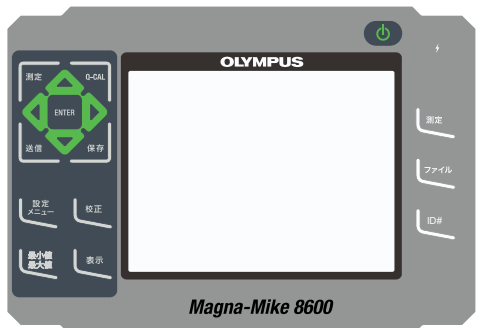 OLYMPUS
測定
Q-CAL
ENTER
送信
保存
設定
メニュー
校正
最小値
最大値
表示
測定
ファイル
ID#
Magna-Mike 8600